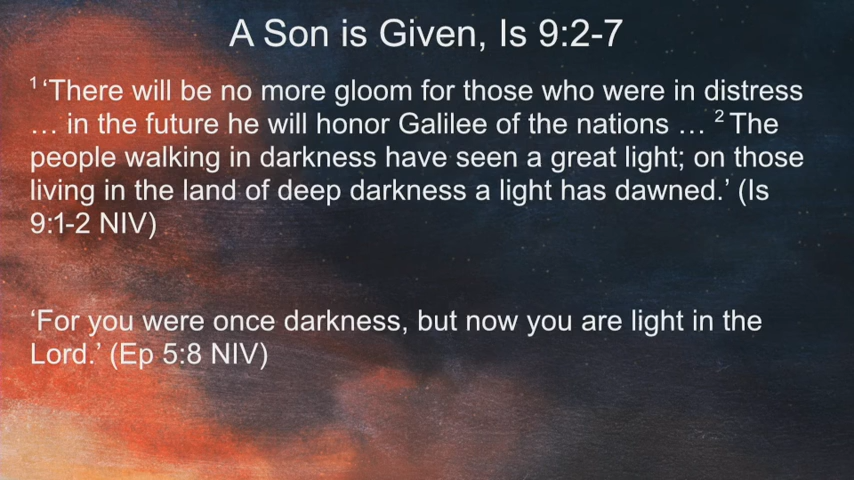 A Son is Given, Is 9:2-7
¹ ‘There will be no more gloom for those who were in distress
… in the future he will honor Galilee of the nations … ² The
people walking in darkness have seen a great light; on those
living in the land of deep darkness a light has dawned.’ (Is
9:1-2 NIV)
‘For you were once darkness, but now you are light in the
Lord.’ (Ep 5:8 NIV)